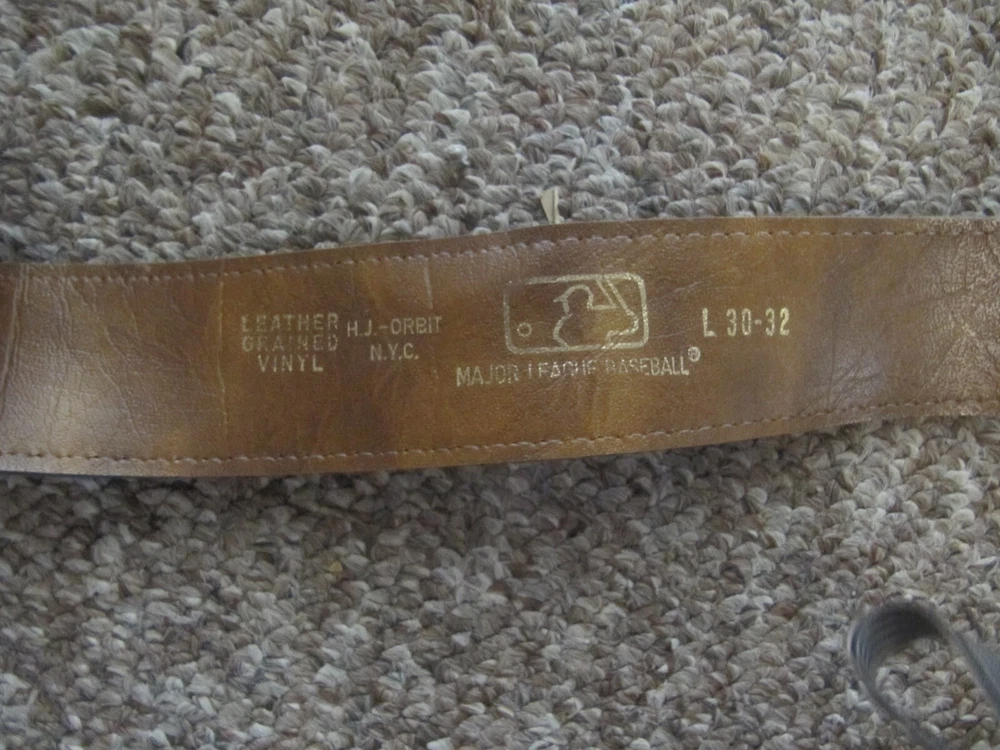 LEATHER
GRAINED
VINYL
H.J.-ORBIT
N.Y.C.
MAJOR LEAGUE BASEBALL®
L 30-32